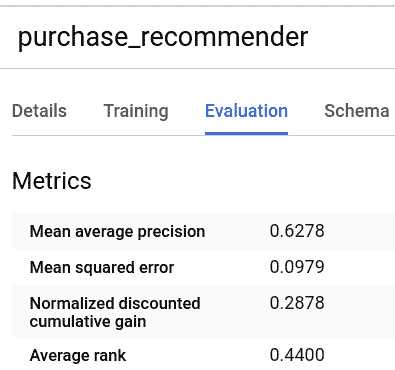 purchase_recommender
Details Training Evaluation Schema
Metrics
Mean average precision 0.6278
Mean squared error 0.0979
Normalized discounted 0.2878
cumulative gain
Average rank 0.4400